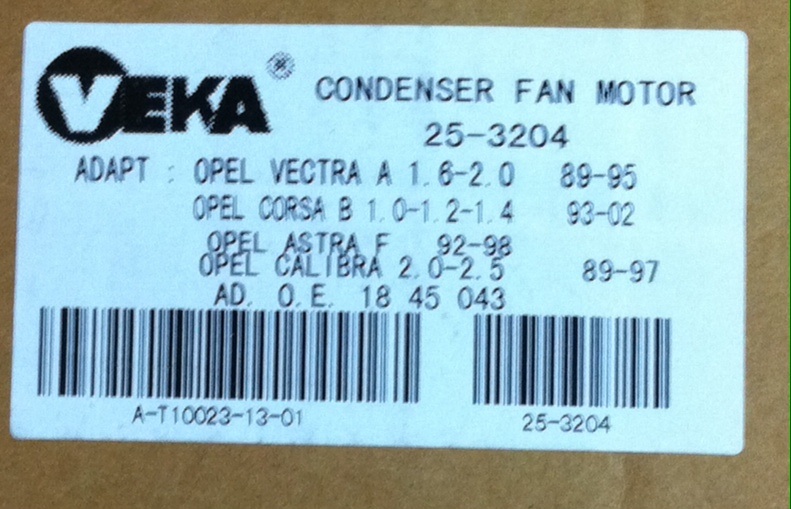 VEKA ®
CONDENSER FAN MOTOR
25-3204
ADAPT : OPEL VECTRA A 1.6-2.0 89-95
OPEL CORSA B 1.0-1.2-1.4 93-02
OPEL ASTRA F 92-98
OPEL CALIBRA 2.0-2.5 89-97
AD. O.E. 18 45 043
A-T10023-13-01
25-3204